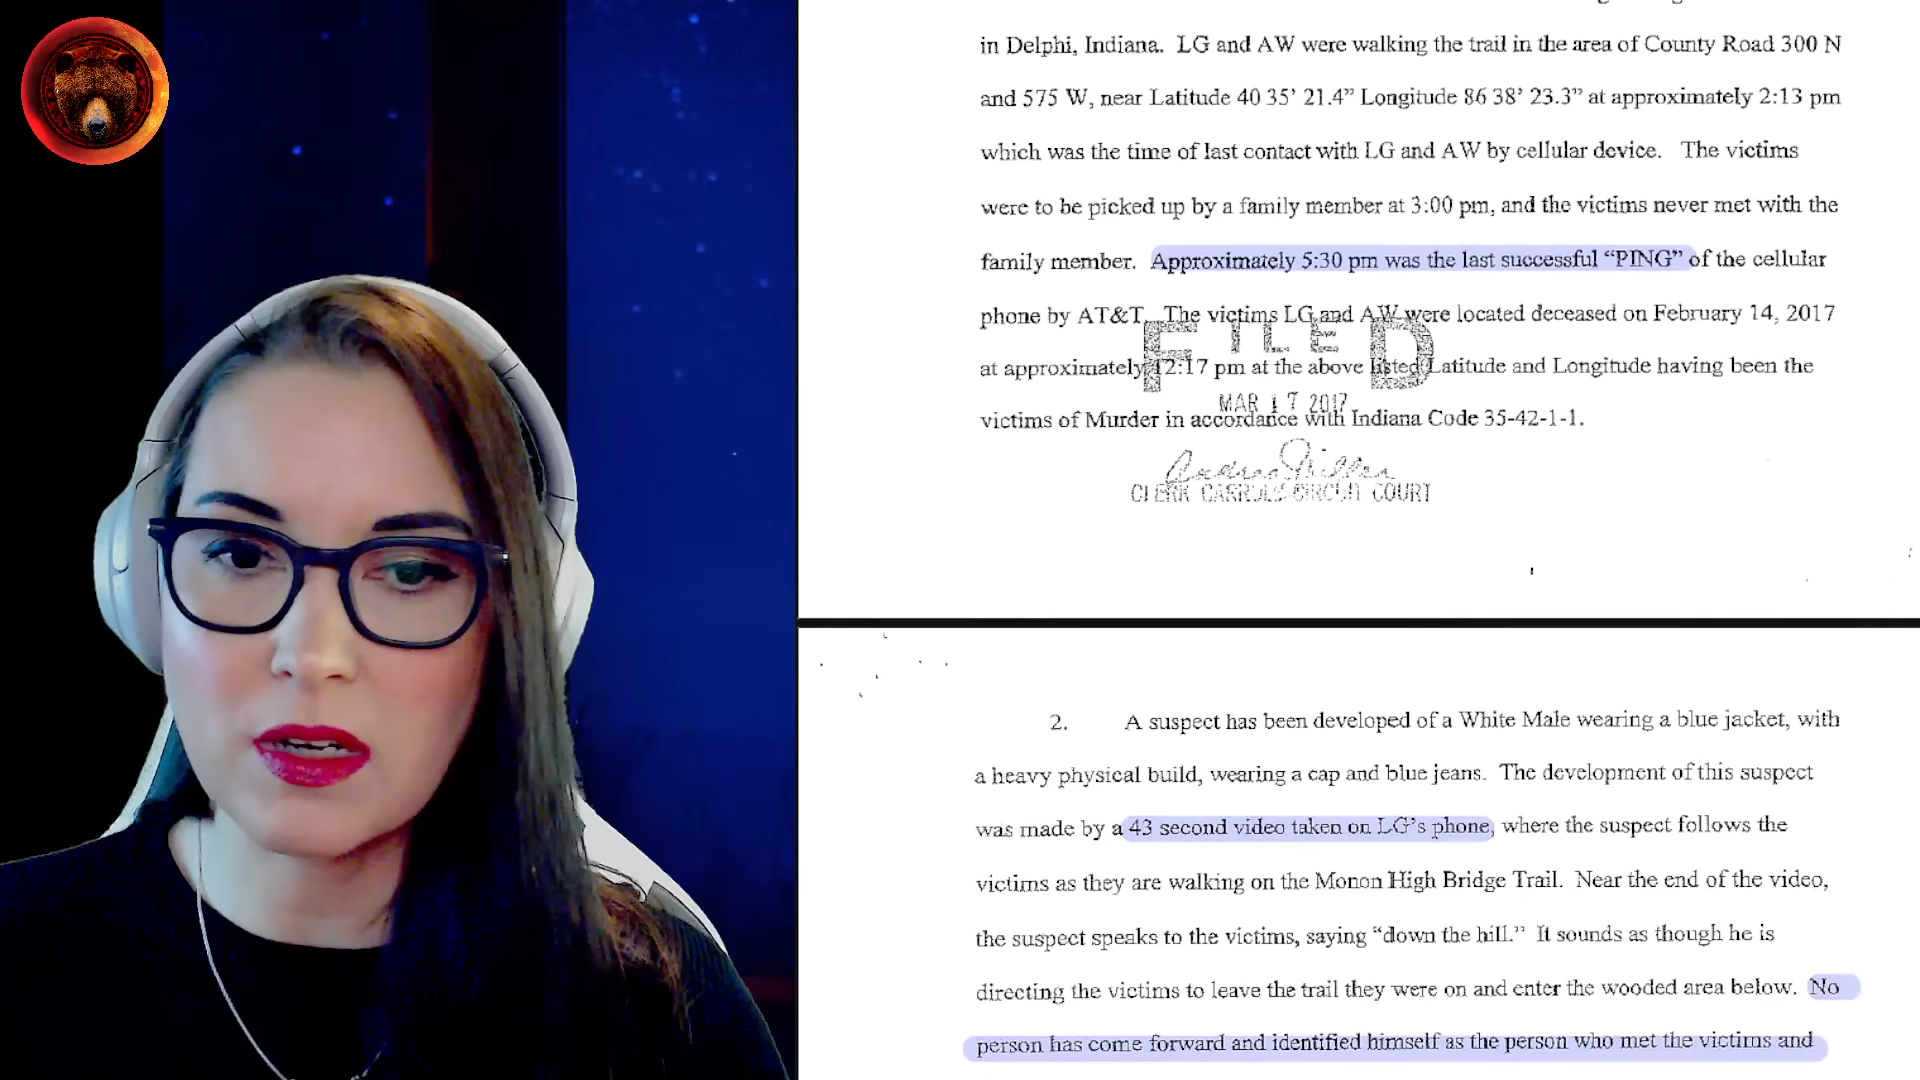 in Delphi, Indiana. LG and AW were walking the trail in the area of County Road 300 N
and 575 W, near Latitude 40 35’ 21.4” Longitude 86 38’ 23.3” at approximately 2:13 pm
which was the time of last contact with LG and AW by cellular device. The victims
were to be picked up by a family member at 3:00 pm, and the victims never met with the
family member. Approximately 5:30 pm was the last successful “PING” of the cellular
phone by AT&T. The victims LG and AW were located deceased on February 14, 2017
FILED
at approximately 12:17 pm at the above listed Latitude and Longitude having been the
MAR 17 2017
victims of Murder in accordance with Indiana Code 35-42-1-1.
CLERK CARROLL CIRCUIT COURT
2. A suspect has been developed of a White Male wearing a blue jacket, with
a heavy physical build, wearing a cap and blue jeans. The development of this suspect
was made by a 43 second video taken on LG’s phone, where the suspect follows the
victims as they are walking on the Monon High Bridge Trail. Near the end of the video,
the suspect speaks to the victims, saying “down the hill.” It sounds as though he is
directing the victims to leave the trail they were on and enter the wooded area below. No
person has come forward and identified himself as the person who met the victims and